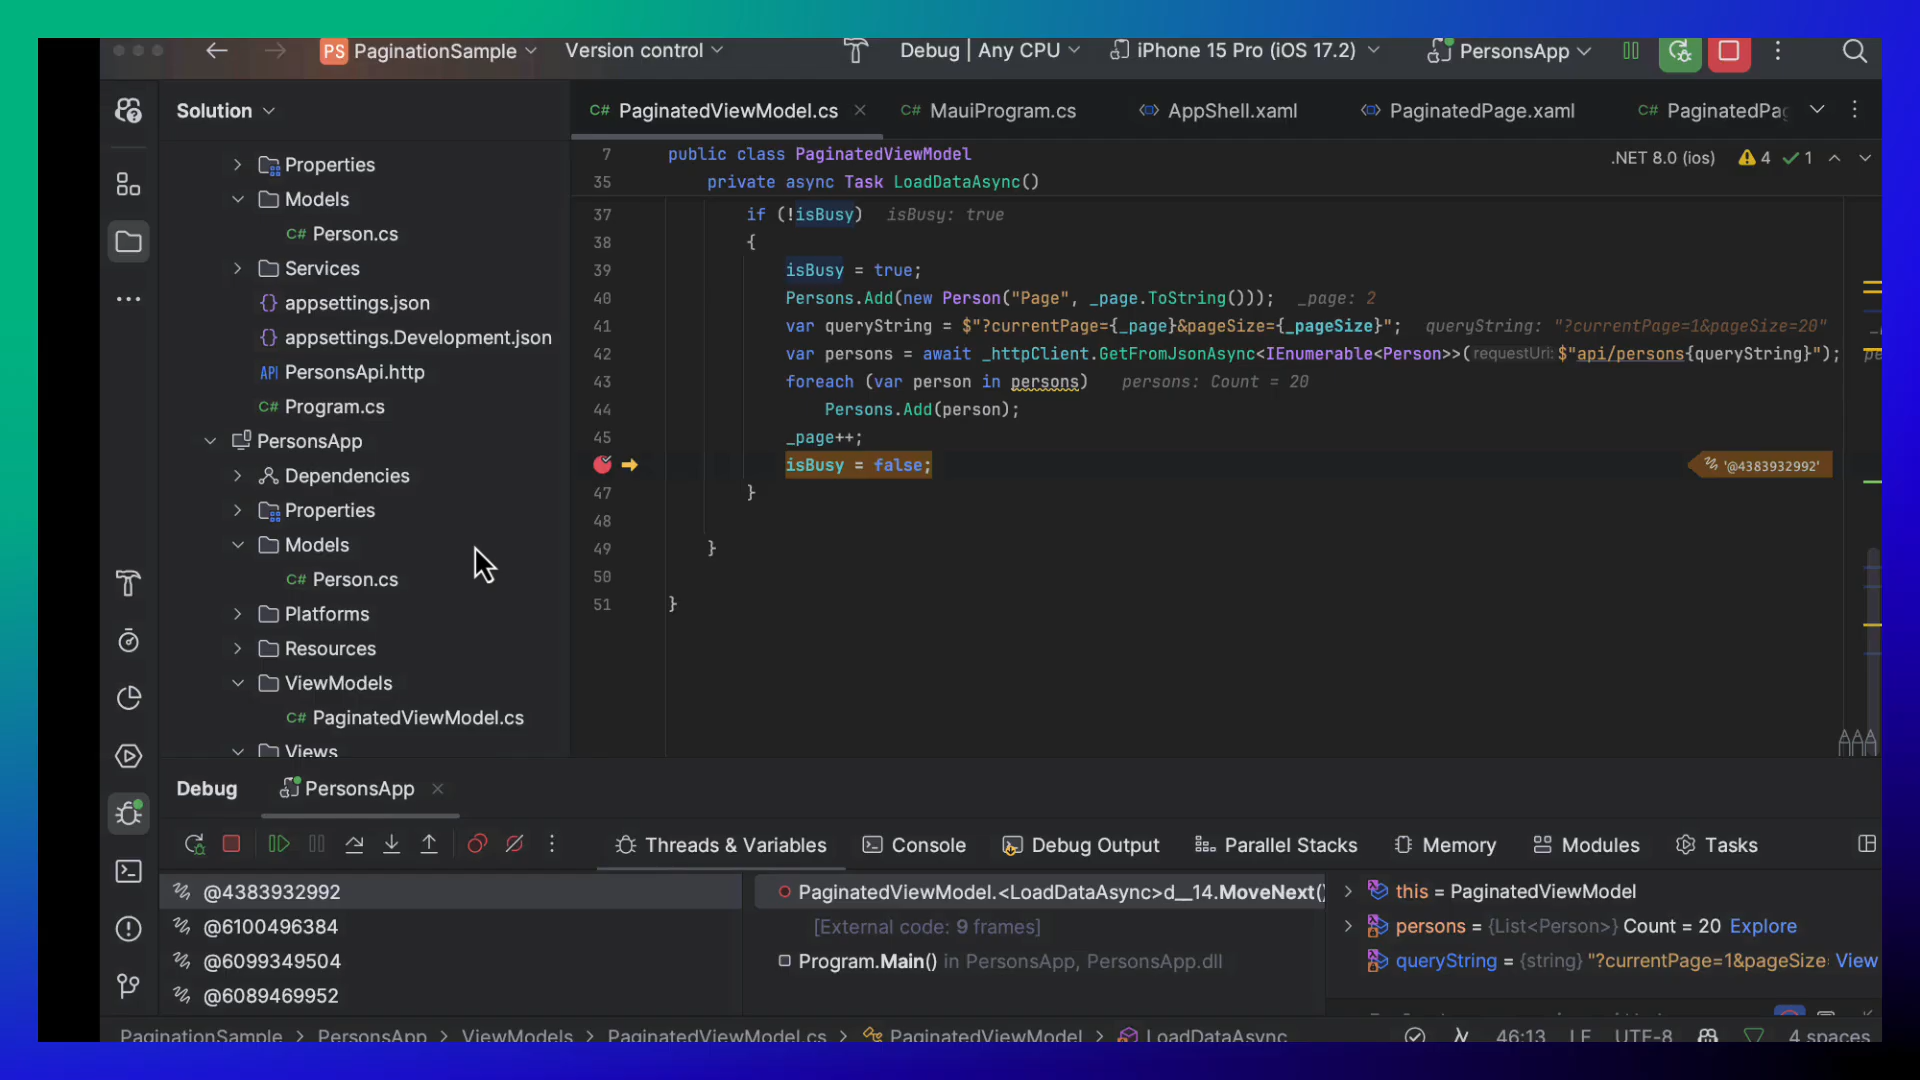 PS PaginationSample Version control Debug | Any CPU iPhone 15 Pro (iOS 17.2) PersonsApp
Solution
Properties
Models
C# Person.cs
Services
{} appsettings.json
{} appsettings.Development.json
API PersonsApi.http
C# Program.cs
PersonsApp
Dependencies
Properties
Models
C# Person.cs
Platforms
Resources
ViewModels
C# PaginatedViewModel.cs
Views
C# PaginatedViewModel.cs C# MauiProgram.cs AppShell.xaml PaginatedPage.xaml C# PaginatedPag
7 public class PaginatedViewModel .NET 8.0 (ios) 4 1
35 private async Task LoadDataAsync()
37 if (!isBusy) isBusy: true
38 {
39 isBusy = true;
40 Persons.Add(new Person("Page", _page.ToString())); _page: 2
41 var queryString = $"?currentPage={_page}&pageSize={_pageSize}"; queryString: "?currentPage=1&pageSize=20"
42 var persons = await _httpClient.GetFromJsonAsync<IEnumerable<Person>>(requestUri: $"api/persons{queryString}");
43 foreach (var person in persons) persons: Count = 20
44 Persons.Add(person);
45 _page++;
isBusy = false; '@4383932992'
47 }
48
49 }
50
51 }
Debug PersonsApp
Threads & Variables Console Debug Output Parallel Stacks Memory Modules Tasks
@4383932992
@6100496384
@6099349504
@6089469952
PaginatedViewModel.<LoadDataAsync>d__14.MoveNext()
[External code: 9 frames]
Program.Main() in PersonsApp, PersonsApp.dll
this = PaginatedViewModel
persons = {List<Person>} Count = 20 Explore
queryString = {string} "?currentPage=1&pageSize View
PaginationSample > PersonsApp > ViewModels > PaginatedViewModel.cs > PaginatedViewModel > LoadDataAsync 46:13 LF UTF-8 4 spaces